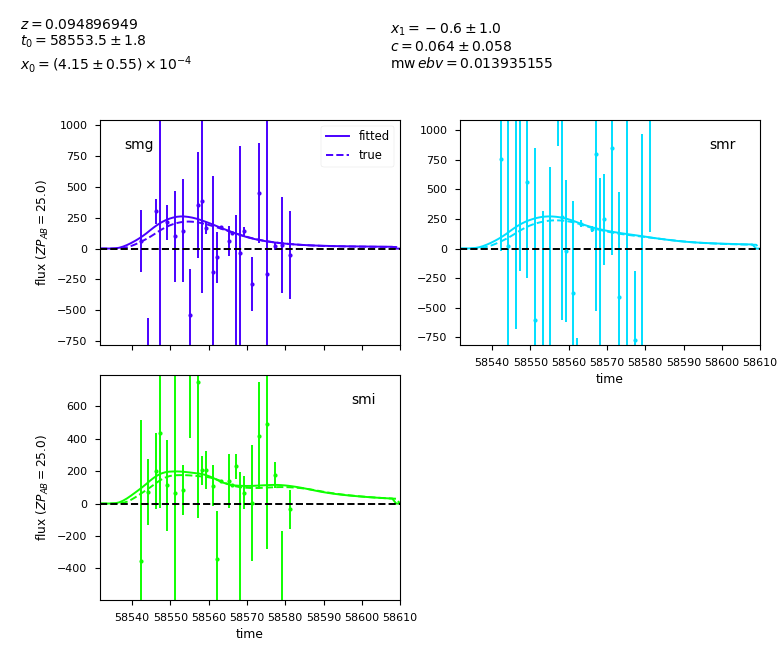 z = 0.094896949
t₀ = 58553.5 ± 1.8
x₀ = (4.15 ± 0.55) × 10⁻⁴
x₁ = −0.6 ± 1.0
c = 0.064 ± 0.058
mw ebv = 0.013935155
smg
fitted
true
1000
750
500
250
0
−250
−500
−750
flux (ZP_AB = 25.0)
smr
1000
750
500
250
0
−250
−500
−750
58540 58550 58560 58570 58580 58590 58600 58610
time
smi
600
400
200
0
−200
−400
flux (ZP_AB = 25.0)
58540 58550 58560 58570 58580 58590 58600 58610
time